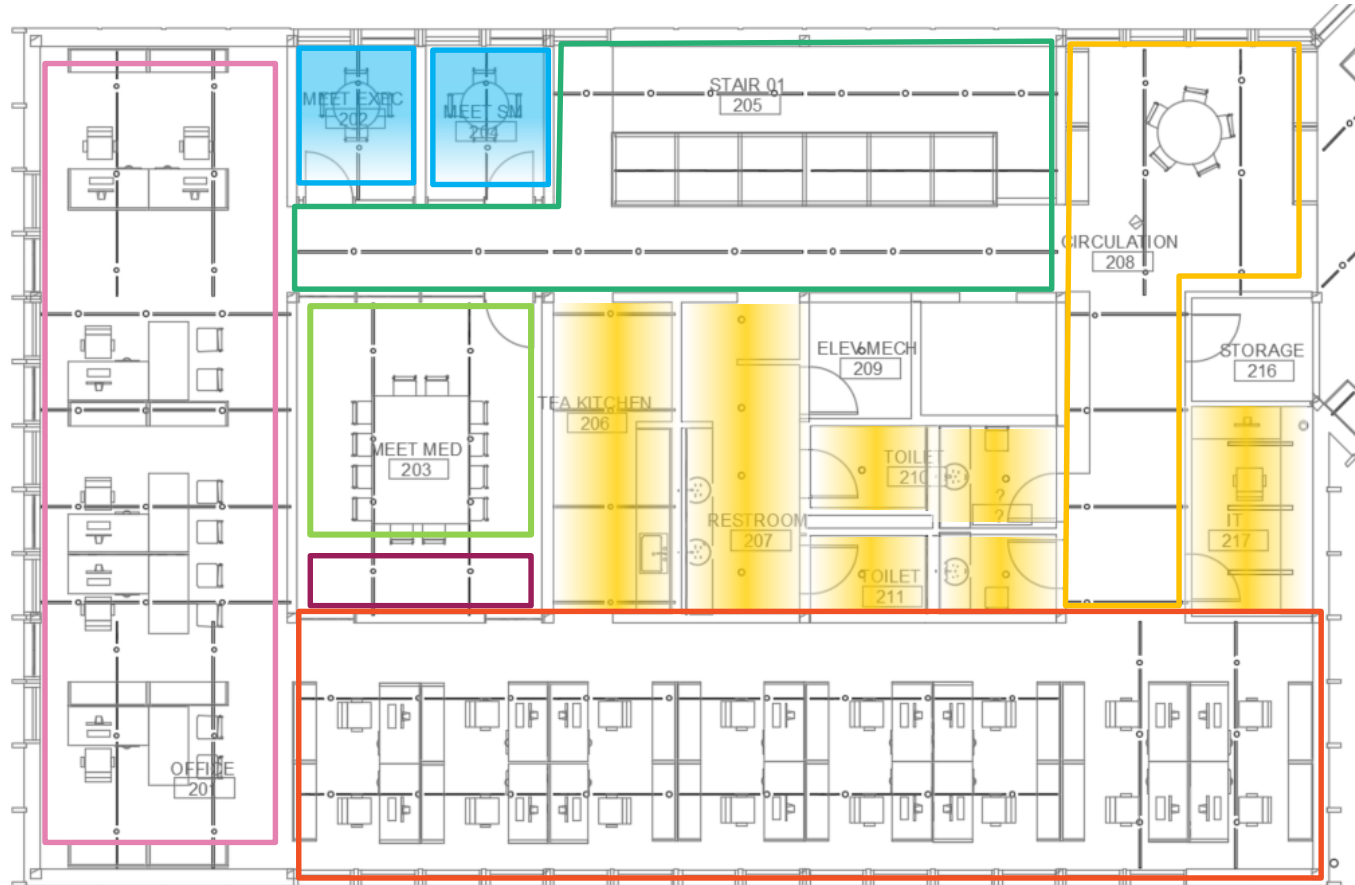 MEET EXEC
202
MEET SM
204
STAIR 01
205
CIRCULATION
208
ELEV.MECH
209
STORAGE
216
TEA KITCHEN
206
MEET MED
203
TOILET
210
?
?
RESTROOM
207
IT
217
TOILET
211
OFFICE
201